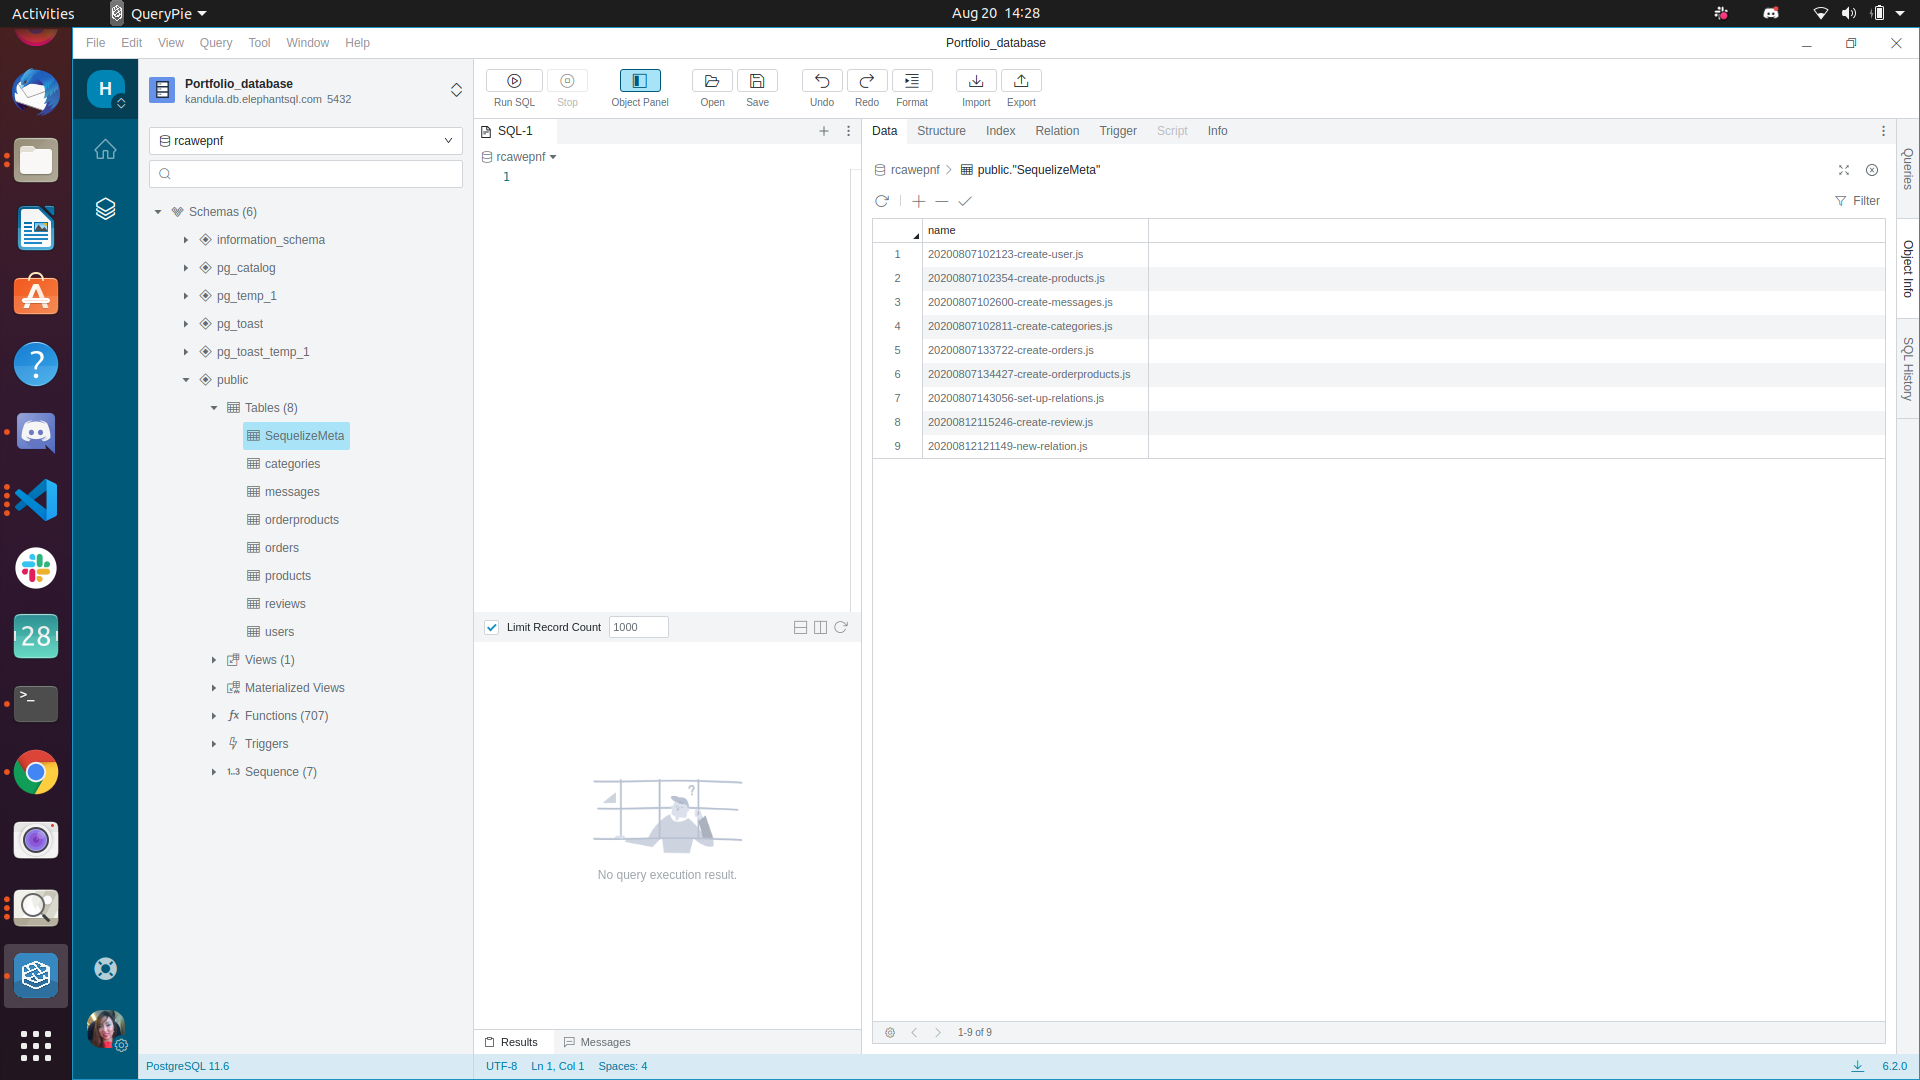 Activities
QueryPie
Aug 20 14:28
File Edit View Query Tool Window Help
Portfolio_database
H
Portfolio_database
kandula.db.elephantsql.com 5432
rcawepnf
Schemas (6)
information_schema
pg_catalog
pg_temp_1
pg_toast
pg_toast_temp_1
public
Tables (8)
SequelizeMeta
categories
messages
orderproducts
orders
products
reviews
users
Views (1)
Materialized Views
fx Functions (707)
Triggers
1..3 Sequence (7)
PostgreSQL 11.6
Run SQL Stop Object Panel Open Save Undo Redo Format Import Export
SQL-1
rcawepnf
1
Limit Record Count 1000
?
No query execution result.
Results Messages
UTF-8 Ln 1, Col 1 Spaces: 4
Data Structure Index Relation Trigger Script Info
rcawepnf public."SequelizeMeta"
Filter
name
1 20200807102123-create-user.js
2 20200807102354-create-products.js
3 20200807102600-create-messages.js
4 20200807102811-create-categories.js
5 20200807133722-create-orders.js
6 20200807134427-create-orderproducts.js
7 20200807143056-set-up-relations.js
8 20200812115246-create-review.js
9 20200812121149-new-relation.js
1-9 of 9
Queries
Object Info
SQL History
6.2.0
?
28
>_